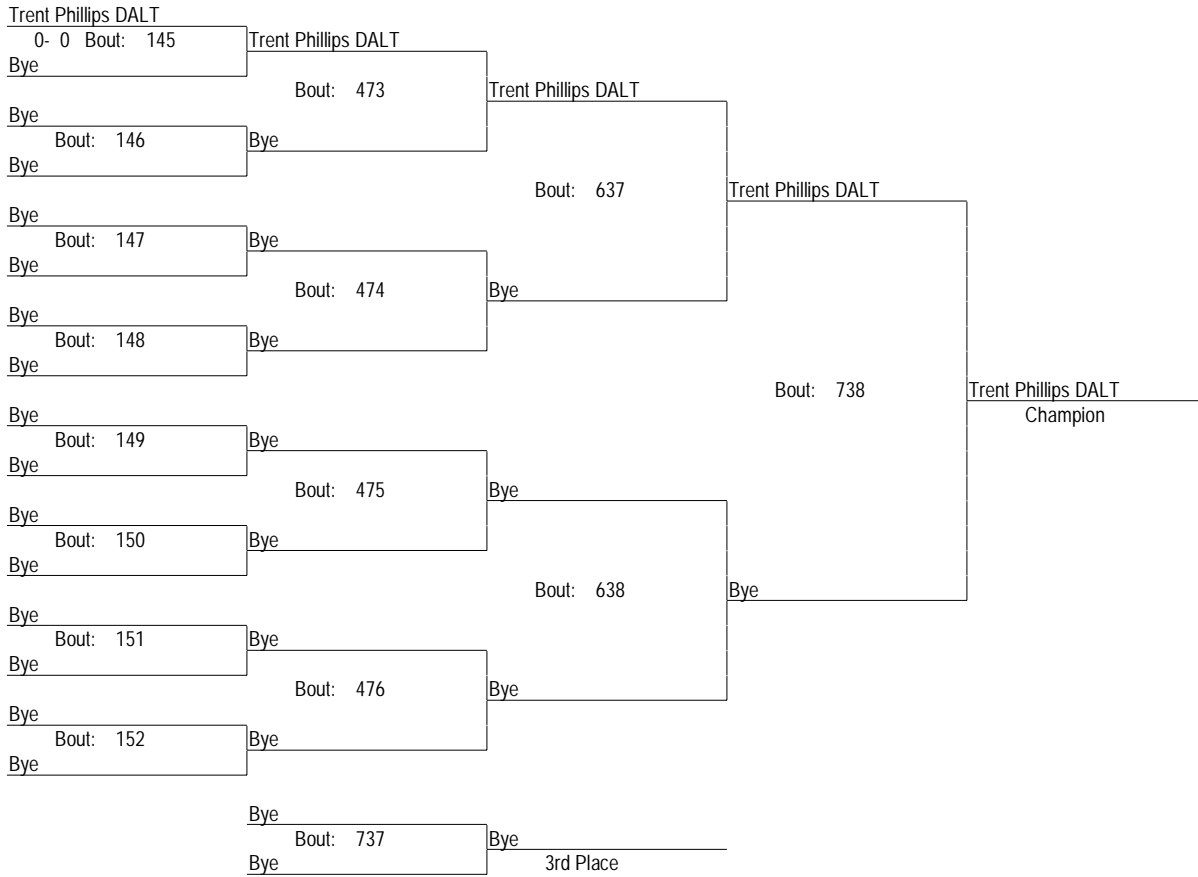 Trent Phillips DALT
0- 0 Bout: 145
Trent Phillips DALT
Bye
Bout: 473
Trent Phillips DALT
Bye
Bout: 146
Bye
Bye
Bout: 637
Trent Phillips DALT
Bye
Bout: 147
Bye
Bye
Bout: 474
Bye
Bye
Bout: 148
Bye
Bye
Bout: 738
Trent Phillips DALT
Champion
Bye
Bout: 149
Bye
Bye
Bout: 475
Bye
Bye
Bout: 150
Bye
Bye
Bout: 638
Bye
Bye
Bout: 151
Bye
Bye
Bout: 476
Bye
Bye
Bout: 152
Bye
Bye
Bye
Bout: 737
Bye
Bye
3rd Place